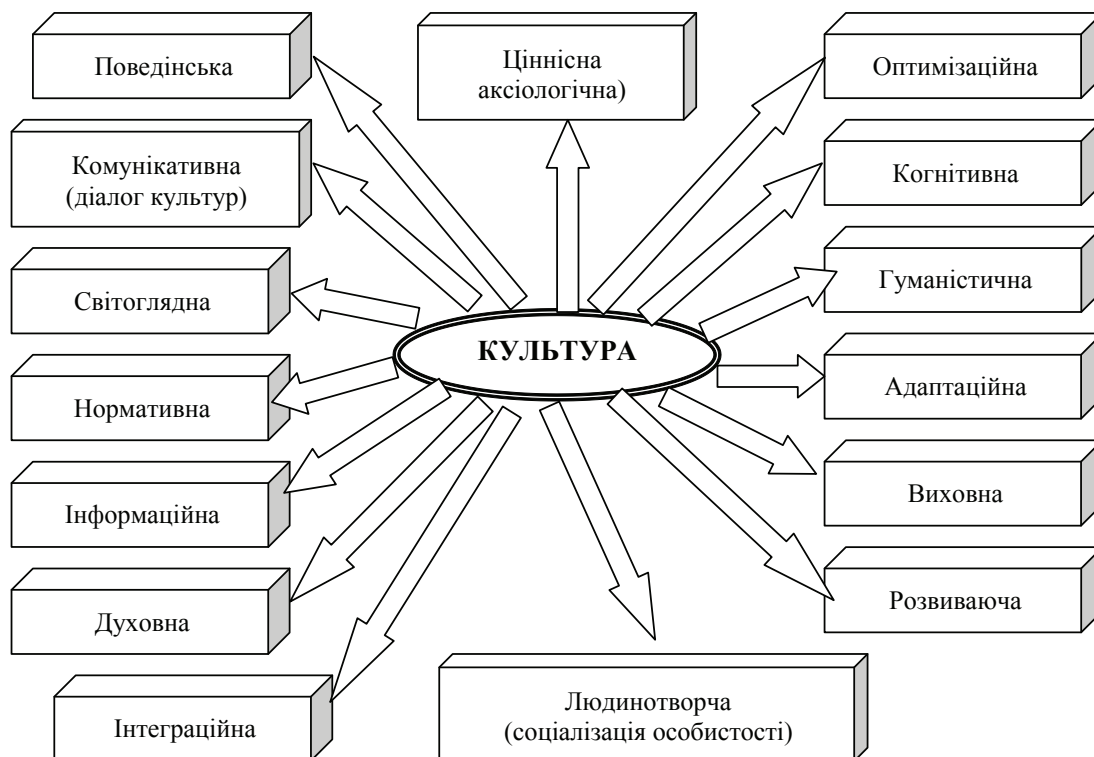 Поведінська
Ціннісна
аксіологічна)
Оптимізаційна
Комунікативна
(діалог культур)
Когнітивна
Світоглядна
Гуманістична
КУЛЬТУРА
Нормативна
Адаптаційна
Інформаційна
Виховна
Духовна
Розвиваюча
Інтеграційна
Людинотворча
(соціалізація особистості)